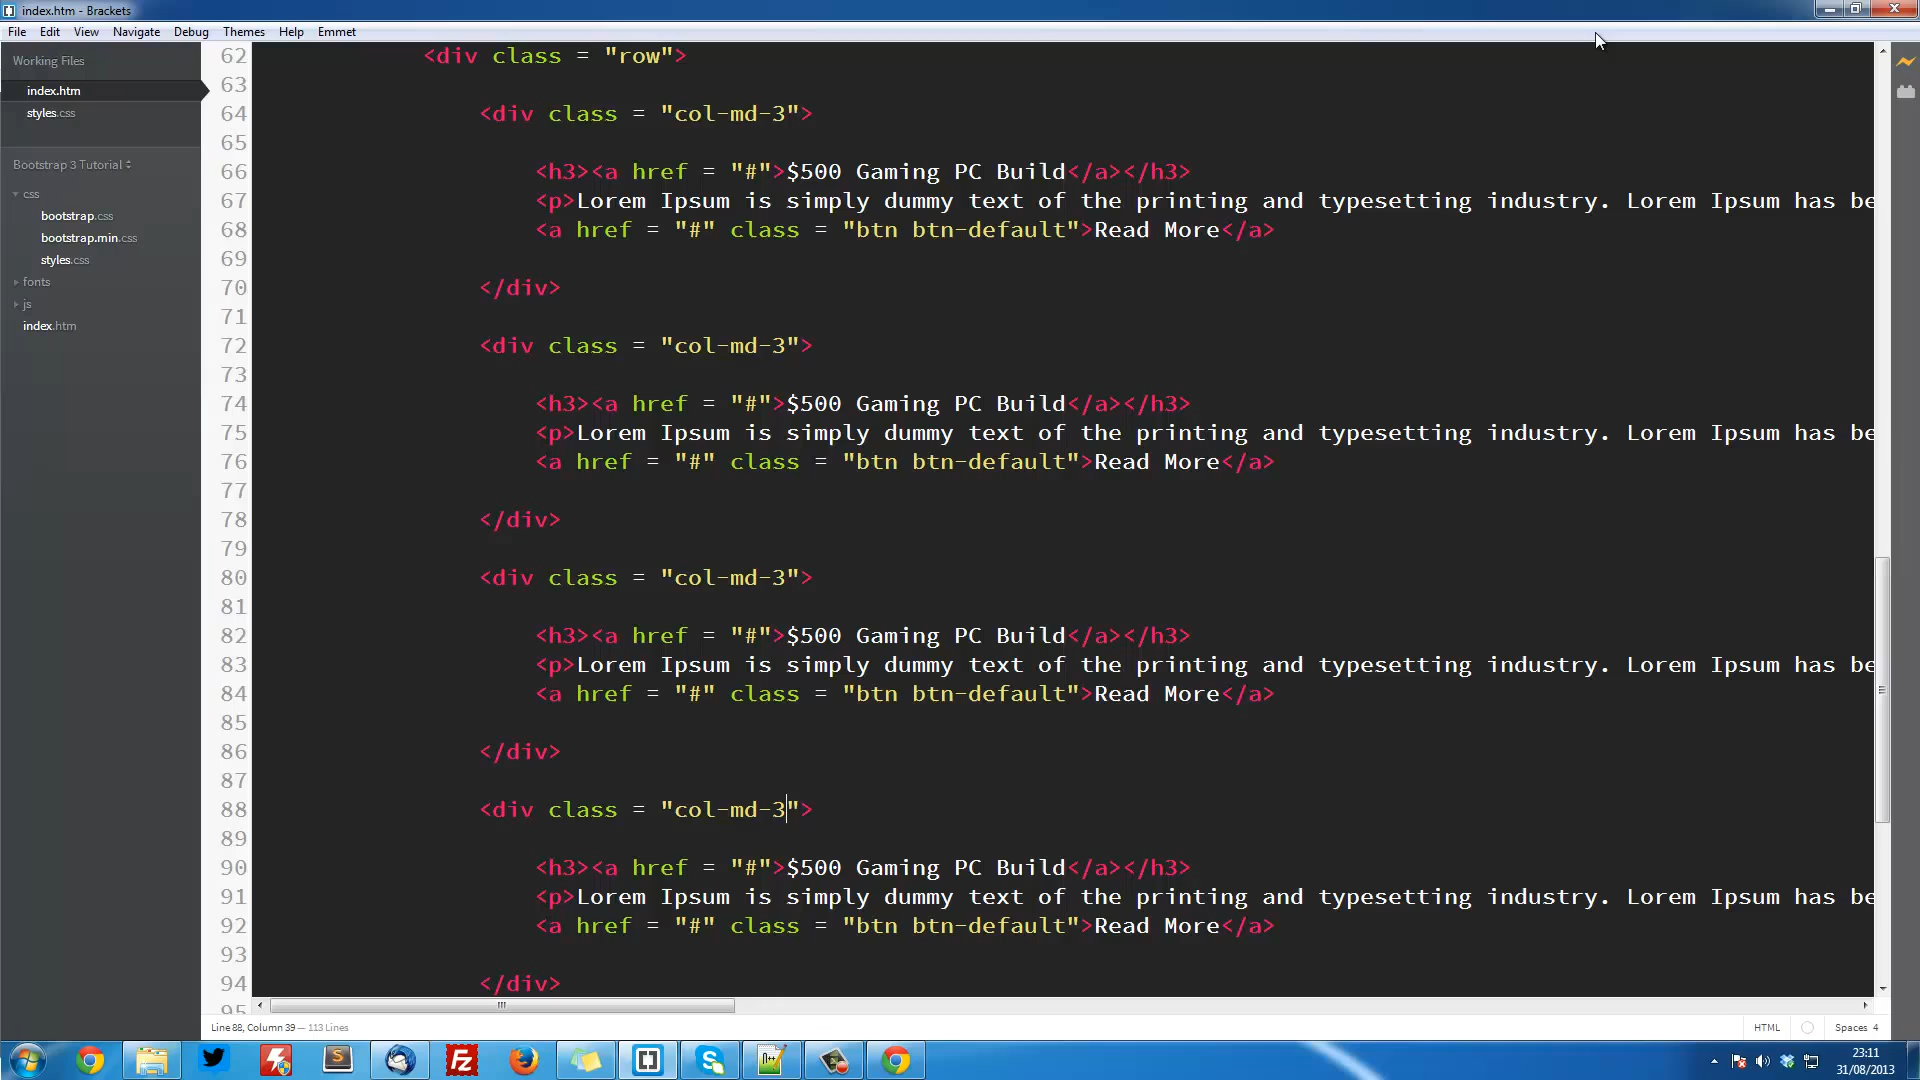 index.htm - Brackets
File Edit View Navigate Debug Themes Help Emmet
Working Files
index.htm
styles.css
Bootstrap 3 Tutorial
css
bootstrap.css
bootstrap.min.css
styles.css
fonts
js
index.htm
62 <div class = "row">
63
64 <div class = "col-md-3">
65
66 <h3><a href = "#">$500 Gaming PC Build</a></h3>
67 <p>Lorem Ipsum is simply dummy text of the printing and typesetting industry. Lorem Ipsum has be
68 <a href = "#" class = "btn btn-default">Read More</a>
69
70 </div>
71
72 <div class = "col-md-3">
73
74 <h3><a href = "#">$500 Gaming PC Build</a></h3>
75 <p>Lorem Ipsum is simply dummy text of the printing and typesetting industry. Lorem Ipsum has be
76 <a href = "#" class = "btn btn-default">Read More</a>
77
78 </div>
79
80 <div class = "col-md-3">
81
82 <h3><a href = "#">$500 Gaming PC Build</a></h3>
83 <p>Lorem Ipsum is simply dummy text of the printing and typesetting industry. Lorem Ipsum has be
84 <a href = "#" class = "btn btn-default">Read More</a>
85
86 </div>
87
88 <div class = "col-md-3">
89
90 <h3><a href = "#">$500 Gaming PC Build</a></h3>
91 <p>Lorem Ipsum is simply dummy text of the printing and typesetting industry. Lorem Ipsum has be
92 <a href = "#" class = "btn btn-default">Read More</a>
93
94 </div>
95
Line 88, Column 39 — 113 Lines
HTML Spaces 4
23:11
31/08/2013